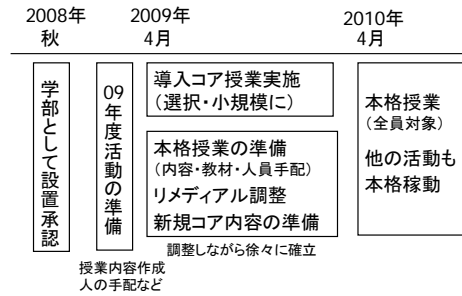 2008年
秋
2009年
4月
2010年
4月
学部として設置承認
09年度活動の準備
導入コア授業実施
(選択・小規模に)
本格授業の準備
(内容・教材・人員手配)
リメディアル調整
新規コア内容の準備
本格授業
(全員対象)
他の活動も
本格稼動
調整しながら徐々に確立
授業内容作成
人の手配など